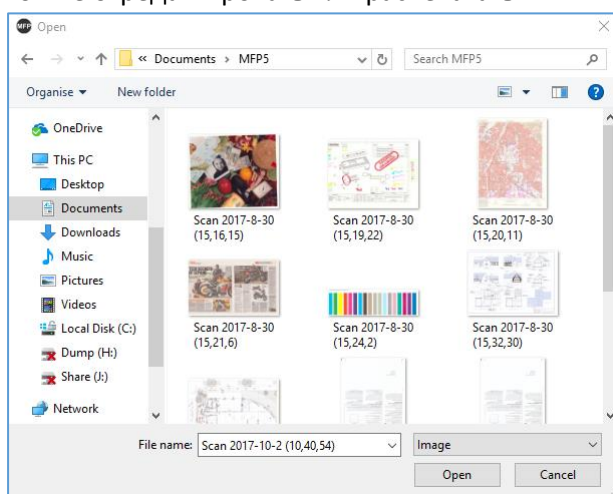 MFP Open
« Documents > MFP5
Search MFP5
Organise
New folder
OneDrive
This PC
Desktop
Documents
Downloads
Music
Pictures
Videos
Local Disk (C:)
Dump (H:)
Share (J:)
Network
Scan 2017-8-30
(15,16,15)
Scan 2017-8-30
(15,19,22)
Scan 2017-8-30
(15,20,11)
Scan 2017-8-30
(15,21,6)
Scan 2017-8-30
(15,24,2)
Scan 2017-8-30
(15,32,30)
File name: Scan 2017-10-2 (10,40,54)
Image
Open
Cancel